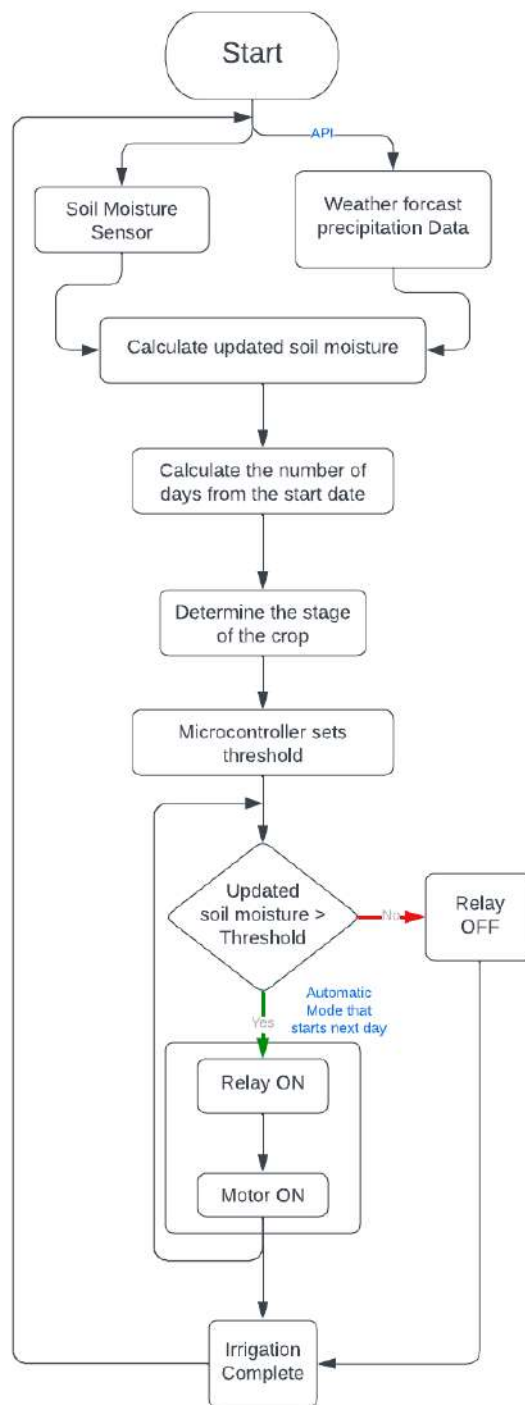 Start
API
Soil Moisture
Sensor
Weather forcast
precipitation Data
Calculate updated soil moisture
Calculate the number of
days from the start date
Determine the stage
of the crop
Microcontroller sets
threshold
Updated
soil moisture >
Threshold
No
Relay
OFF
Yes
Automatic
Mode that
starts next day
Relay ON
Motor ON
Irrigation
Complete